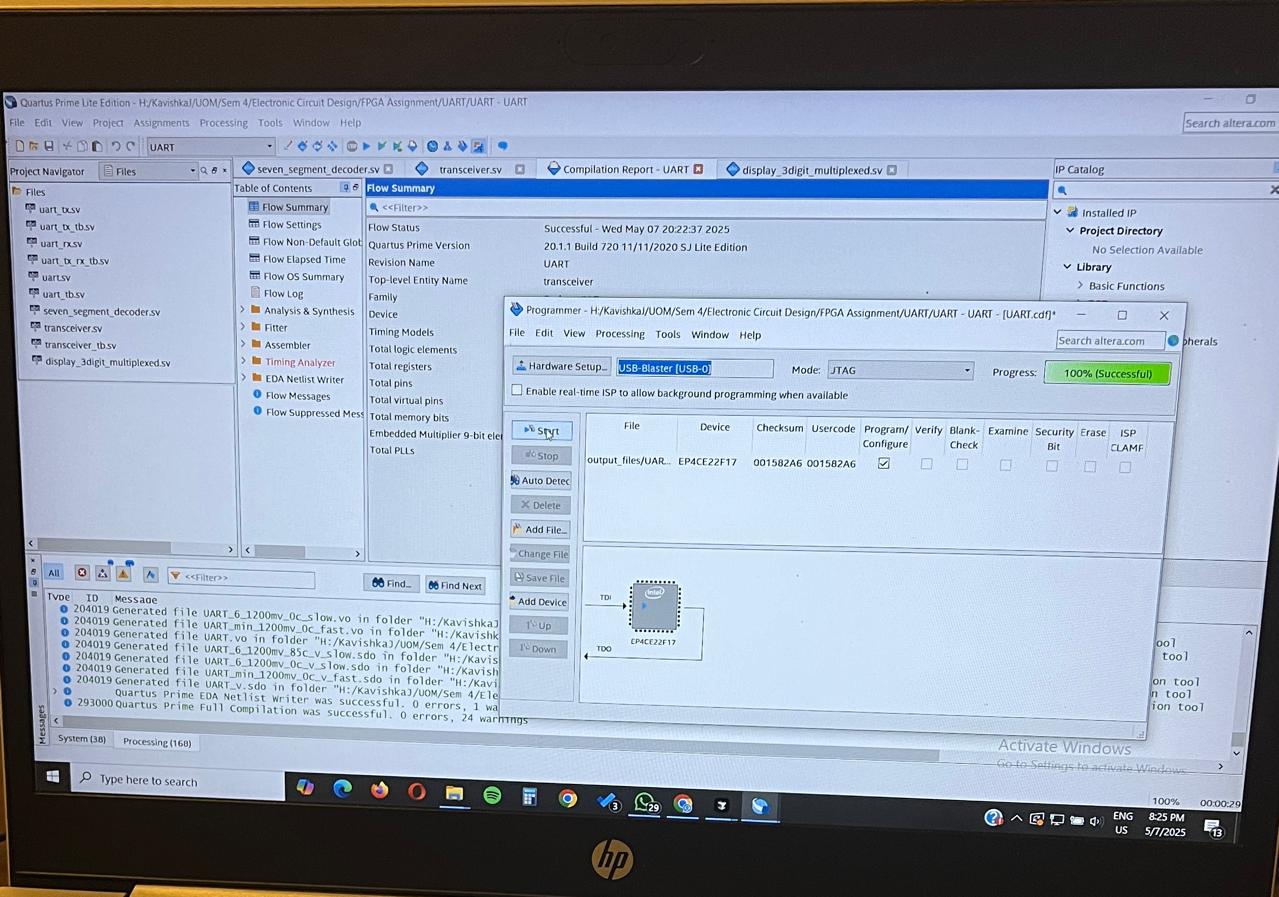 Quartus Prime Lite Edition - H:/KavishkaJ/UOM/Sem 4/Electronic Circuit Design/FPGA Assignment/UART/UART - UART
File Edit View Project Assignments Processing Tools Window Help
Search altera.com
UART
Project Navigator Files
seven_segment_decoder.sv transceiver.sv Compilation Report - UART display_3digit_multiplexed.sv
IP Catalog
Files
uart_tx.sv
uart_tx_tb.sv
uart_rx.sv
uart_tx_rx_tb.sv
uart.sv
uart_tb.sv
seven_segment_decoder.sv
transceiver.sv
transceiver_tb.sv
display_3digit_multiplexed.sv
Table of Contents
Flow Summary
Flow Settings
Flow Non-Default Glob
Flow Elapsed Time
Flow OS Summary
Flow Log
Analysis & Synthesis
Fitter
Assembler
Timing Analyzer
EDA Netlist Writer
Flow Messages
Flow Suppressed Mess
Flow Summary
<<Filter>>
Flow Status Successful - Wed May 07 20:22:37 2025
Quartus Prime Version 20.1.1 Build 720 11/11/2020 SJ Lite Edition
Revision Name UART
Top-level Entity Name transceiver
Family
Device
Timing Models
Total logic elements
Total registers
Total pins
Total virtual pins
Total memory bits
Embedded Multiplier 9-bit ele
Total PLLs
Installed IP
Project Directory
No Selection Available
Library
Basic Functions
pherals
Programmer - H:/KavishkaJ/UOM/Sem 4/Electronic Circuit Design/FPGA Assignment/UART/UART - UART - [UART.cdf]*
File Edit View Processing Tools Window Help
Search altera.com
Hardware Setup... USB-Blaster [USB-0] Mode: JTAG Progress: 100% (Successful)
Enable real-time ISP to allow background programming when available
Start
Stop
Auto Detec
Delete
Add File...
Change File
Save File
Add Device
Up
Down
File Device Checksum Usercode Program/Configure Verify Blank-Check Examine Security Bit Erase ISP CLAMF
output_files/UAR... EP4CE22F17 001582A6 001582A6
TDI
intel
EP4CE22F17
TDO
All <<Filter>> Find... Find Next
Type ID Message
204019 Generated file UART_6_1200mv_0c_slow.vo in folder "H:/KavishkaJ
204019 Generated file UART_min_1200mv_0c_fast.vo in folder "H:/Kavishk
204019 Generated file UART.vo in folder "H:/KavishkaJ/UOM/Sem 4/Electr
204019 Generated file UART_6_1200mv_85c_v_slow.sdo in folder "H:/Kavis
204019 Generated file UART_6_1200mv_0c_v_slow.sdo in folder "H:/Kavish
204019 Generated file UART_min_1200mv_0c_v_fast.sdo in folder "H:/Kavi
204019 Generated file UART_v.sdo in folder "H:/KavishkaJ/UOM/Sem 4/Ele
Quartus Prime EDA Netlist Writer was successful. 0 errors, 1 wa
293000 Quartus Prime Full Compilation was successful. 0 errors, 24 warnings
ool
tool
on tool
n tool
ion tool
Messages
System (38) Processing (168)
Activate Windows
Go to Settings to activate Windows.
100% 00:00:29
Type here to search
3
29
ENG
US
8:25 PM
5/7/2025
13
hp